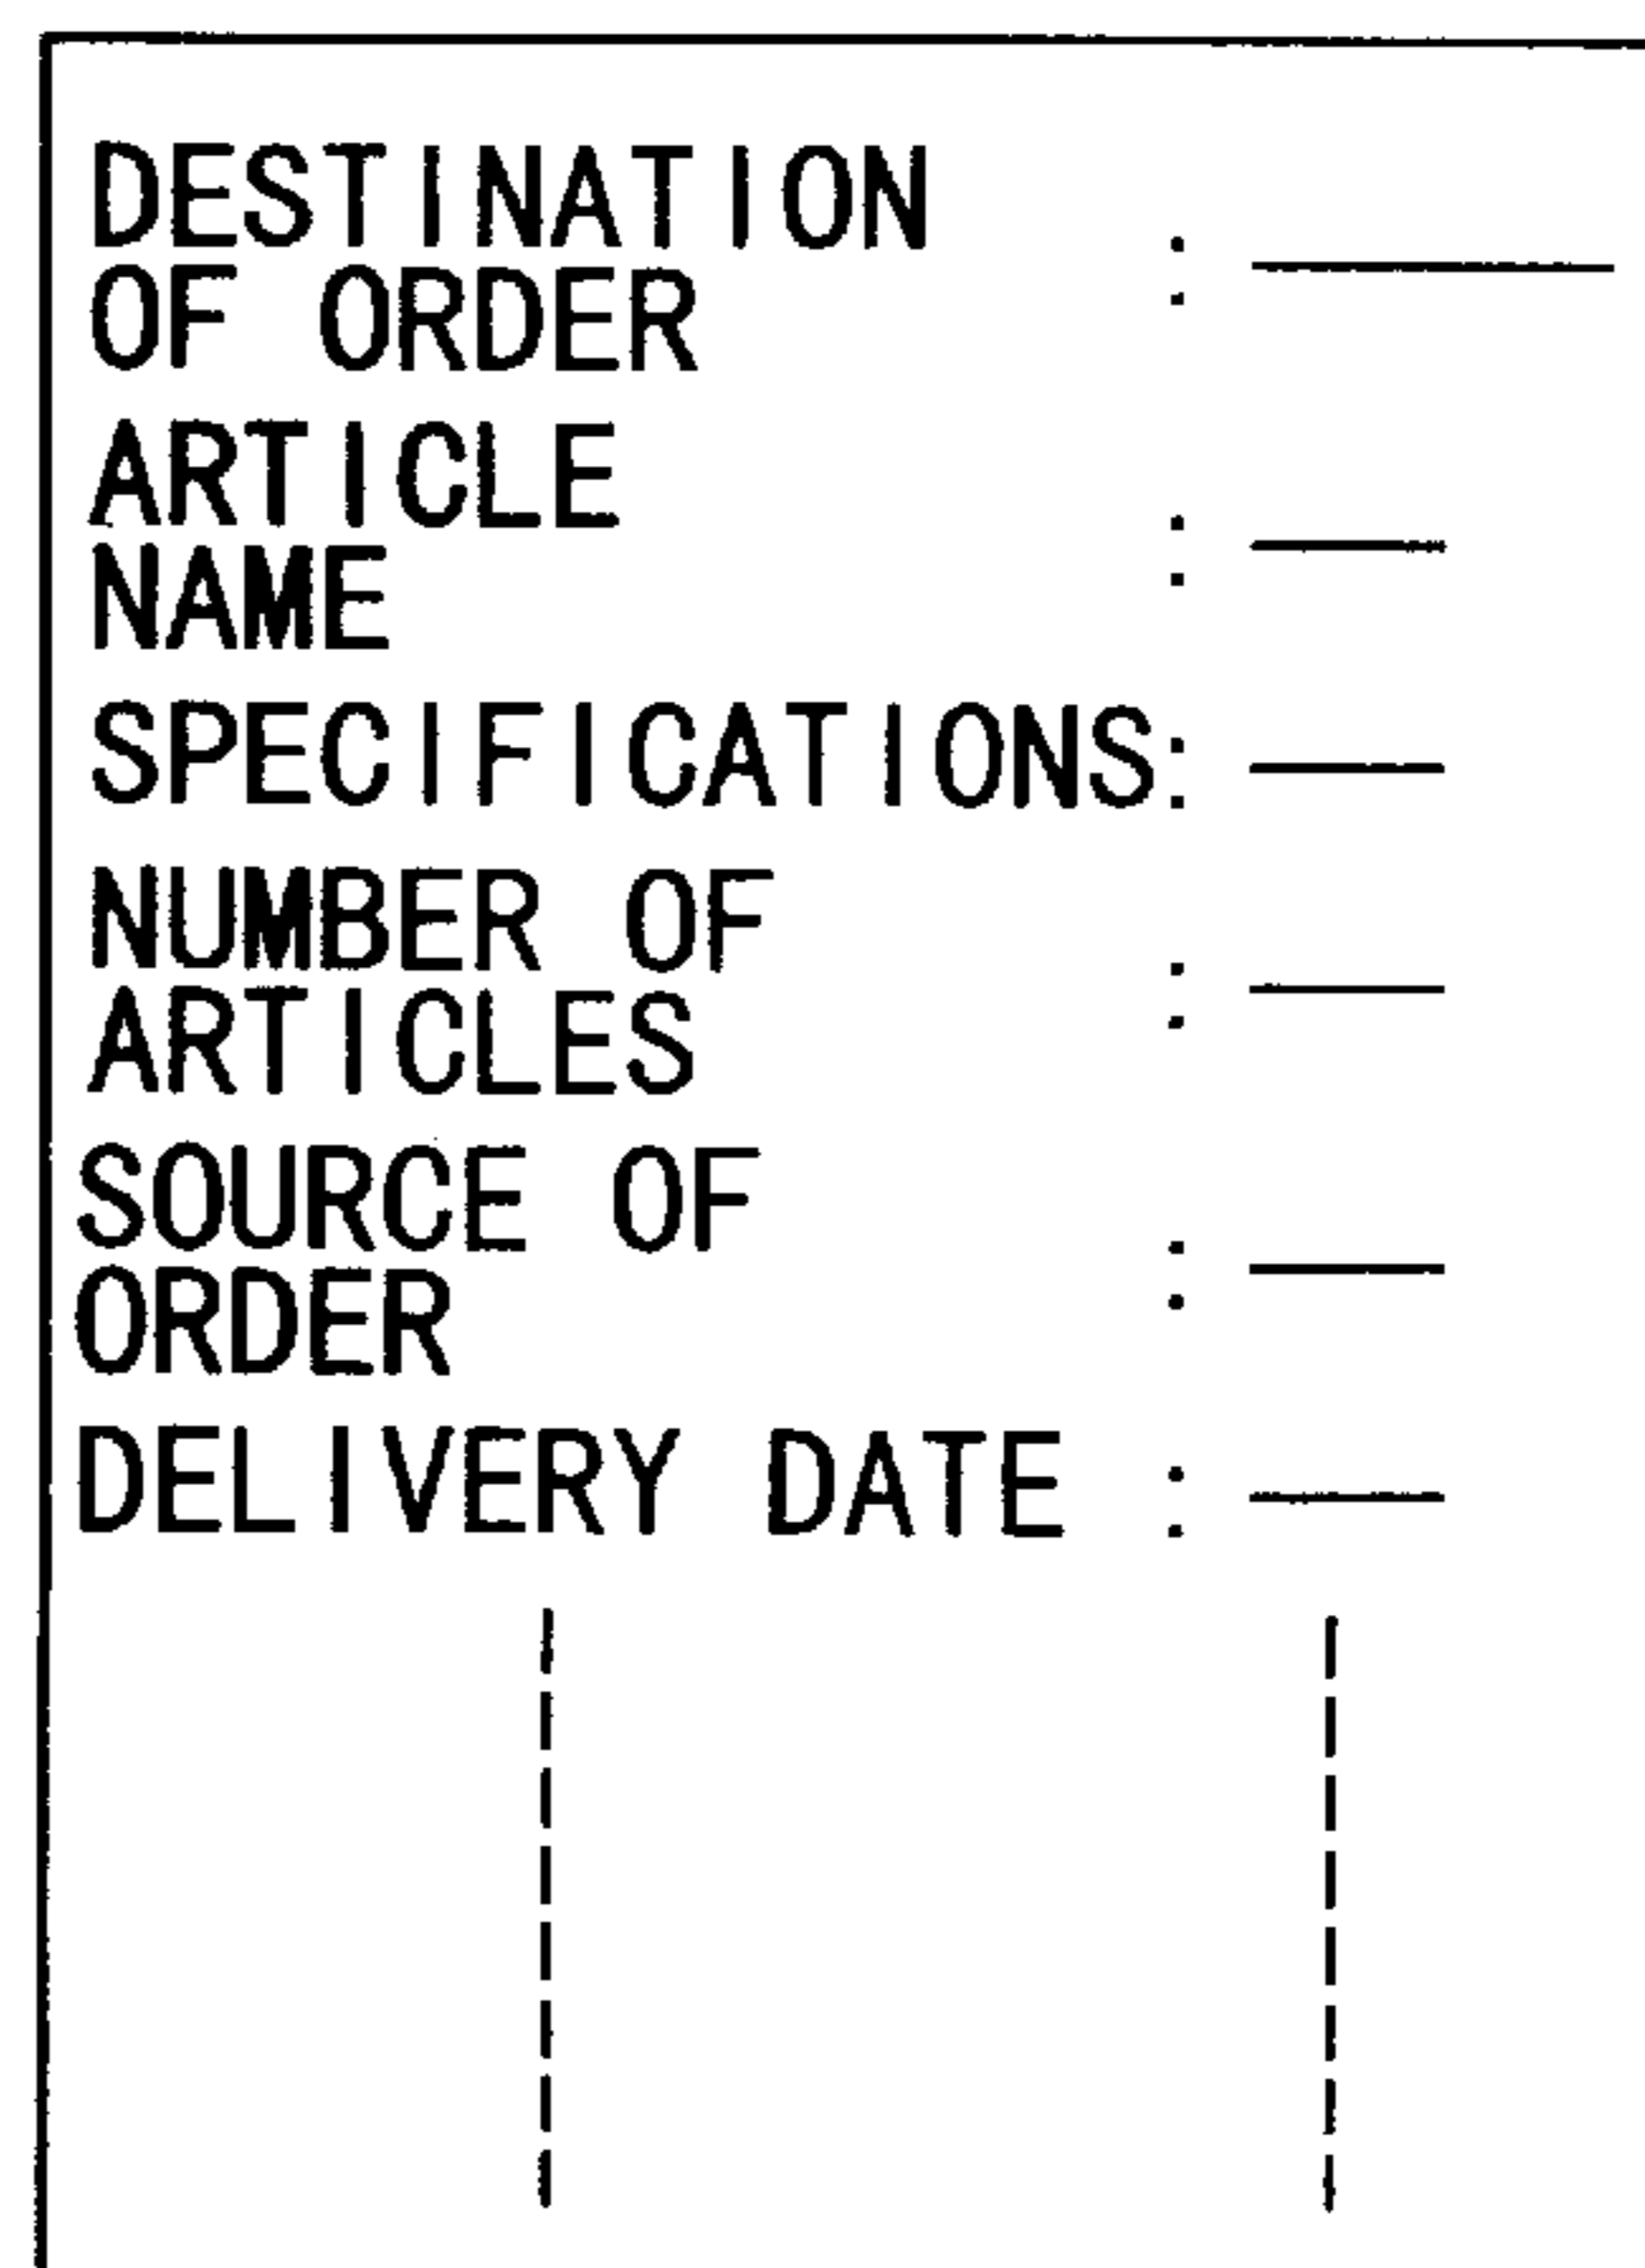 DESTINATION
OF ORDER :
ARTICLE
NAME :
SPECIFICATIONS:
NUMBER OF
ARTICLES :
SOURCE OF
ORDER :
DELIVERY DATE :